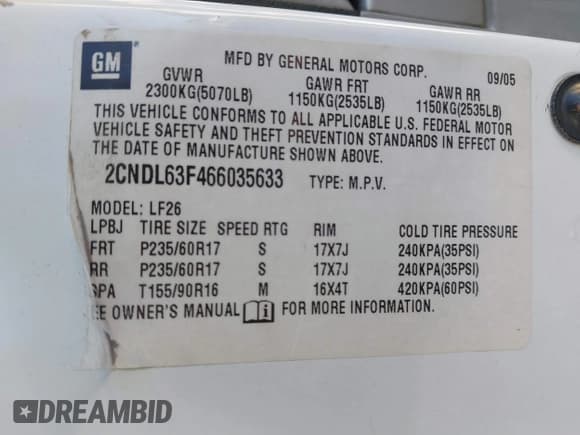 GM
MFD BY GENERAL MOTORS CORP. 09/05
GVWR GAWR FRT GAWR RR
2300KG(5070LB) 1150KG(2535LB) 1150KG(2535LB)
THIS VEHICLE CONFORMS TO ALL APPLICABLE U.S. FEDERAL MOTOR
VEHICLE SAFETY AND THEFT PREVENTION STANDARDS IN EFFECT ON
THE DATE OF MANUFACTURE SHOWN ABOVE.
2CNDL63F466035633 TYPE: M.P.V.
MODEL: LF26
LPBJ TIRE SIZE SPEED RTG RIM COLD TIRE PRESSURE
FRT P235/60R17 S 17X7J 240KPA(35PSI)
RR P235/60R17 S 17X7J 240KPA(35PSI)
SPA T155/90R16 M 16X4T 420KPA(60PSI)
EE OWNER'S MANUAL i FOR MORE INFORMATION.
DREAMBID